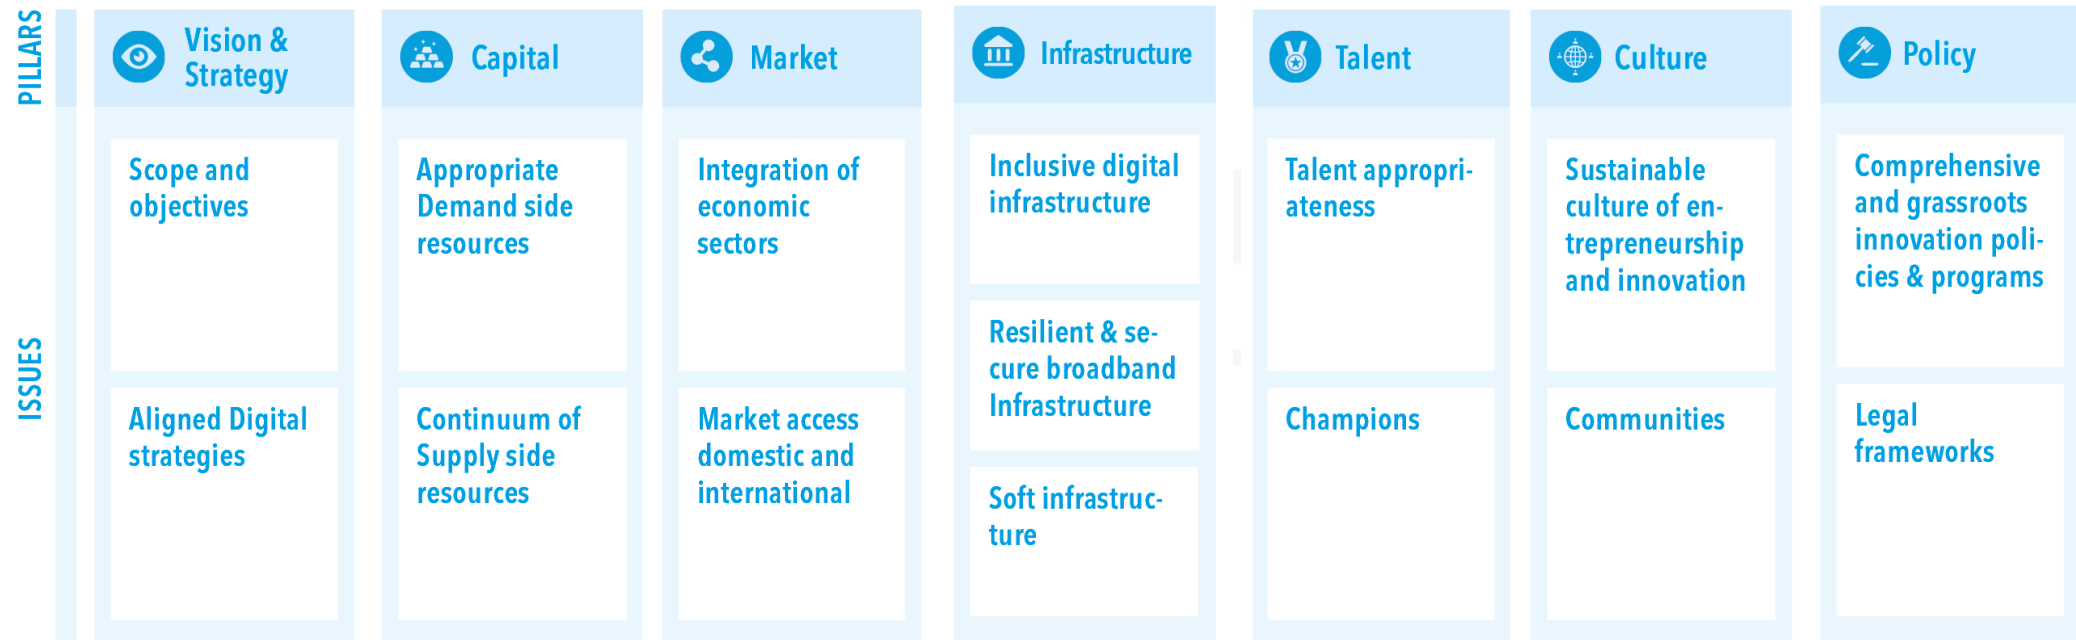 PILLARS
Vision &
Strategy
Capital
Market
Infrastructure
Talent
Culture
Policy
ISSUES
Scope and
objectives
Aligned Digital
strategies
Appropriate
Demand side
resources
Continuum of
Supply side
resources
Integration of
economic
sectors
Market access
domestic and
international
Inclusive digital
infrastructure
Resilient & se-
cure broadband
Infrastructure
Soft infrastruc-
ture
Talent appropri-
ateness
Champions
Sustainable
culture of en-
trepreneurship
and innovation
Communities
Comprehensive
and grassroots
innovation poli-
cies & programs
Legal
frameworks